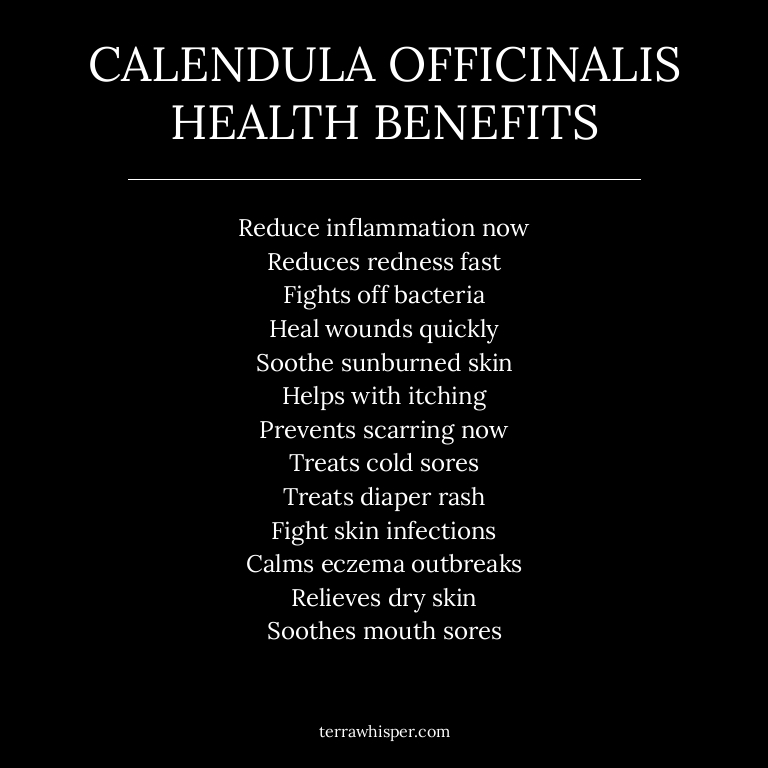 CALENDULA OFFICINALIS
HEALTH BENEFITS
Reduce inflammation now
Reduces redness fast
Fights off bacteria
Heal wounds quickly
Soothe sunburned skin
Helps with itching
Prevents scarring now
Treats cold sores
Treats diaper rash
Fight skin infections
Calms eczema outbreaks
Relieves dry skin
Soothes mouth sores
terrawhisper.com